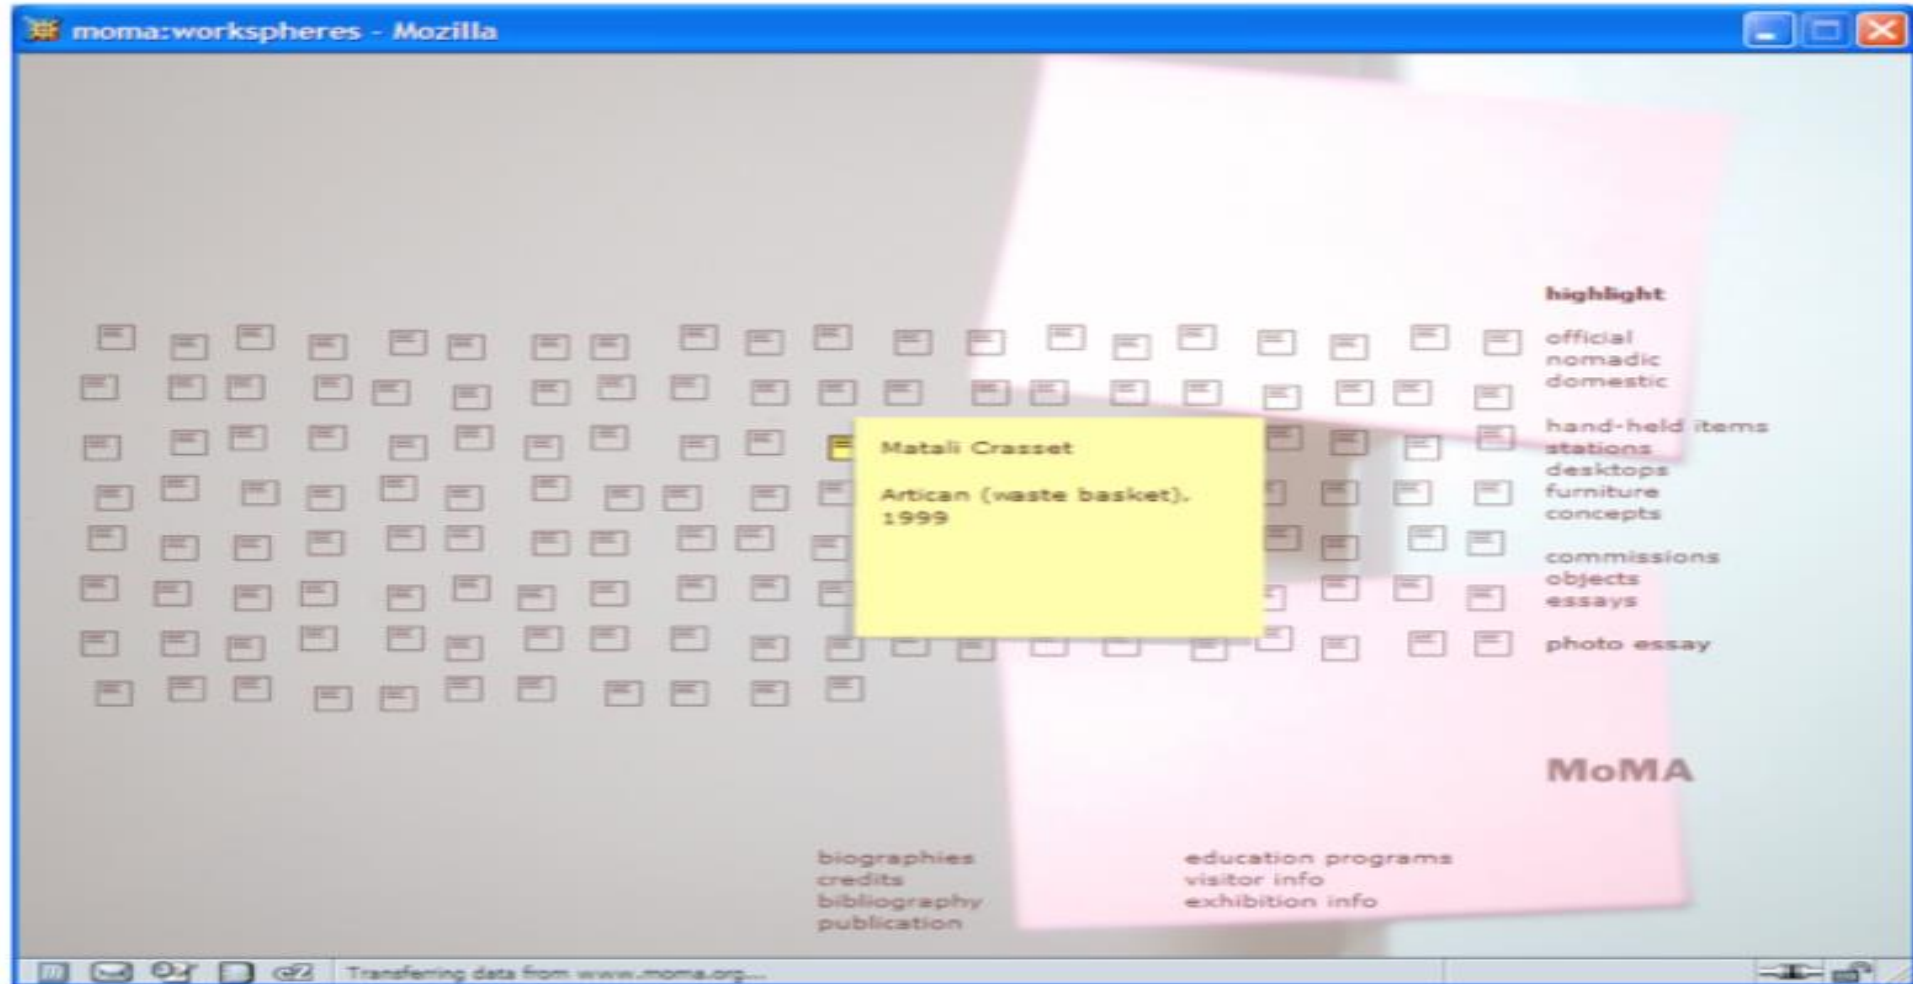 moma:workspheres - Mozilla
highlight
official
nomadic
domestic
hand-held items
stations
desktops
furniture
concepts
commissions
objects
essays
photo essay
Matali Crasset
Artican (waste basket).
1999
MoMA
biographies
credits
bibliography
publication
education programs
visitor info
exhibition info
Transferring data from www.moma.org...